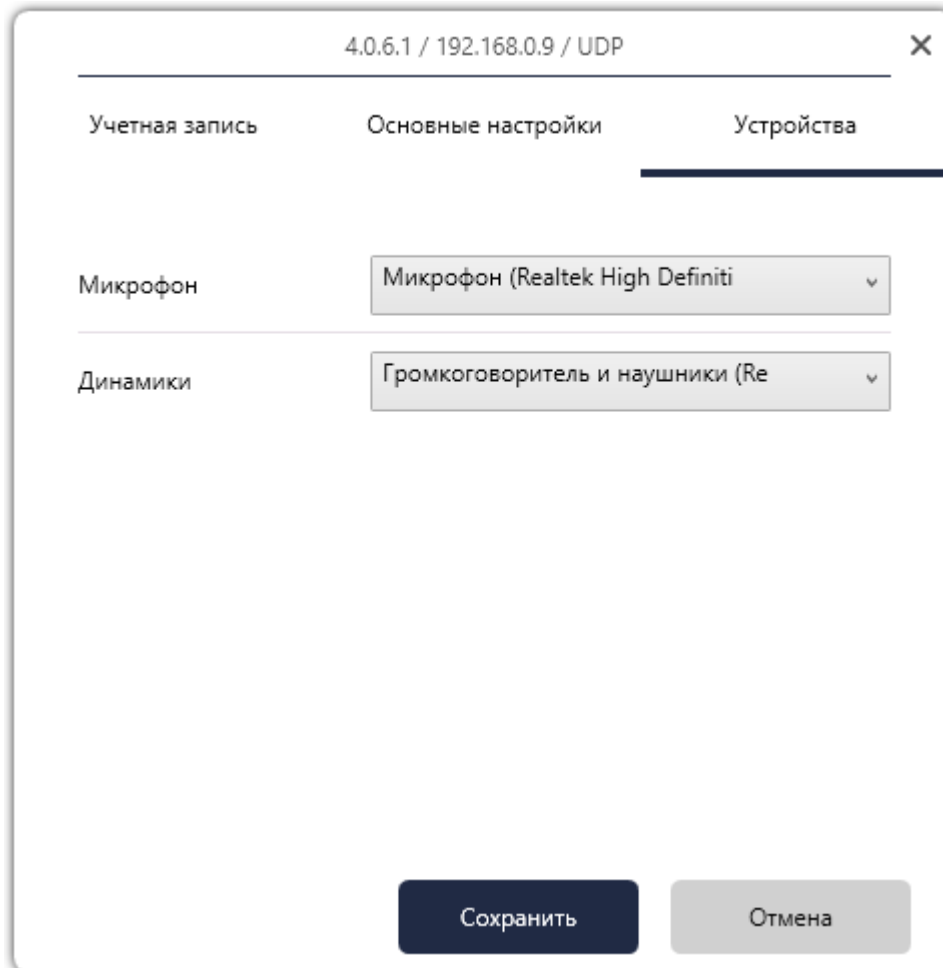 4.0.6.1 / 192.168.0.9 / UDP
Учетная запись Основные настройки Устройства
Микрофон Микрофон (Realtek High Definiti
Динамики Громкоговоритель и наушники (Re
Сохранить Отмена